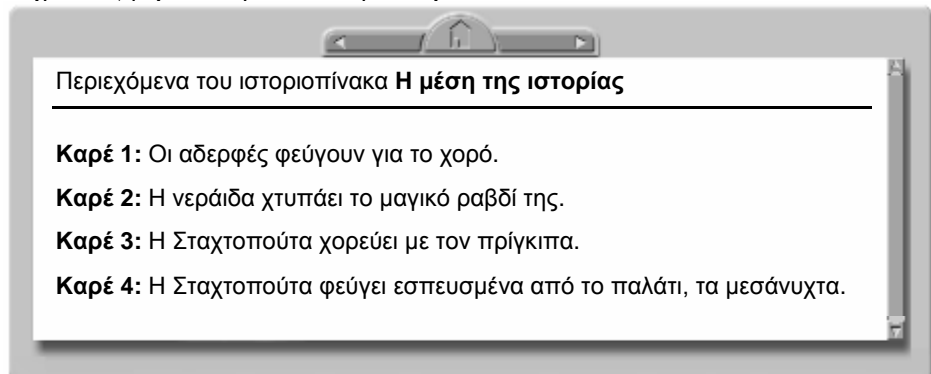 Περιεχόμενα του ιστοριοπίνακα Η μέση της ιστορίας
Καρέ 1: Οι αδερφές φεύγουν για το χορό.
Καρέ 2: Η νεράιδα χτυπάει το μαγικό ραβδί της.
Καρέ 3: Η Σταχτοπούτα χορεύει με τον πρίγκιπα.
Καρέ 4: Η Σταχτοπούτα φεύγει εσπευσμένα από το παλάτι, τα μεσάνυχτα.